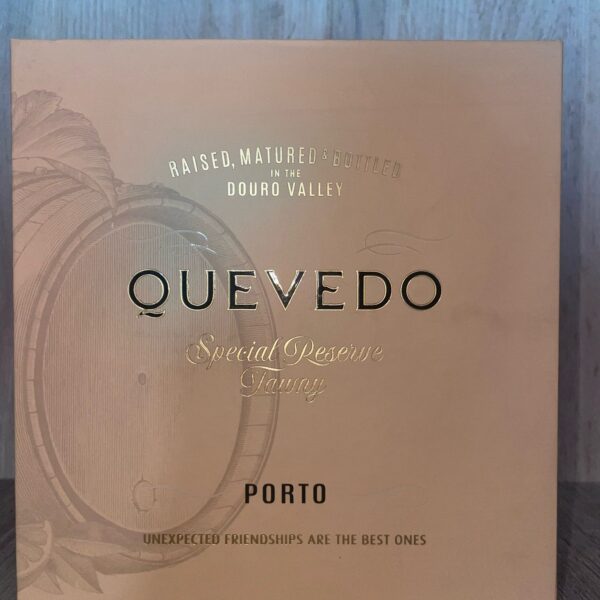 RAISED, MATURED & BOTTLED
IN THE
DOURO VALLEY
QUEVEDO
Special Reserve
Tawny
PORTO
UNEXPECTED FRIENDSHIPS ARE THE BEST ONES